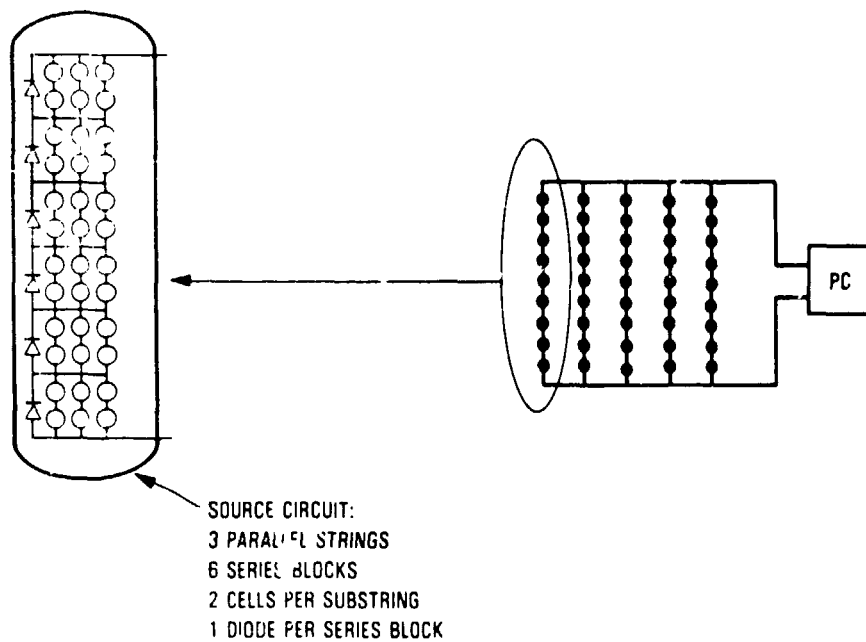 PC
SOURCE CIRCUIT:
3 PARALLEL STRINGS
6 SERIES BLOCKS
2 CELLS PER SUBSTRING
1 DIODE PER SERIES BLOCK